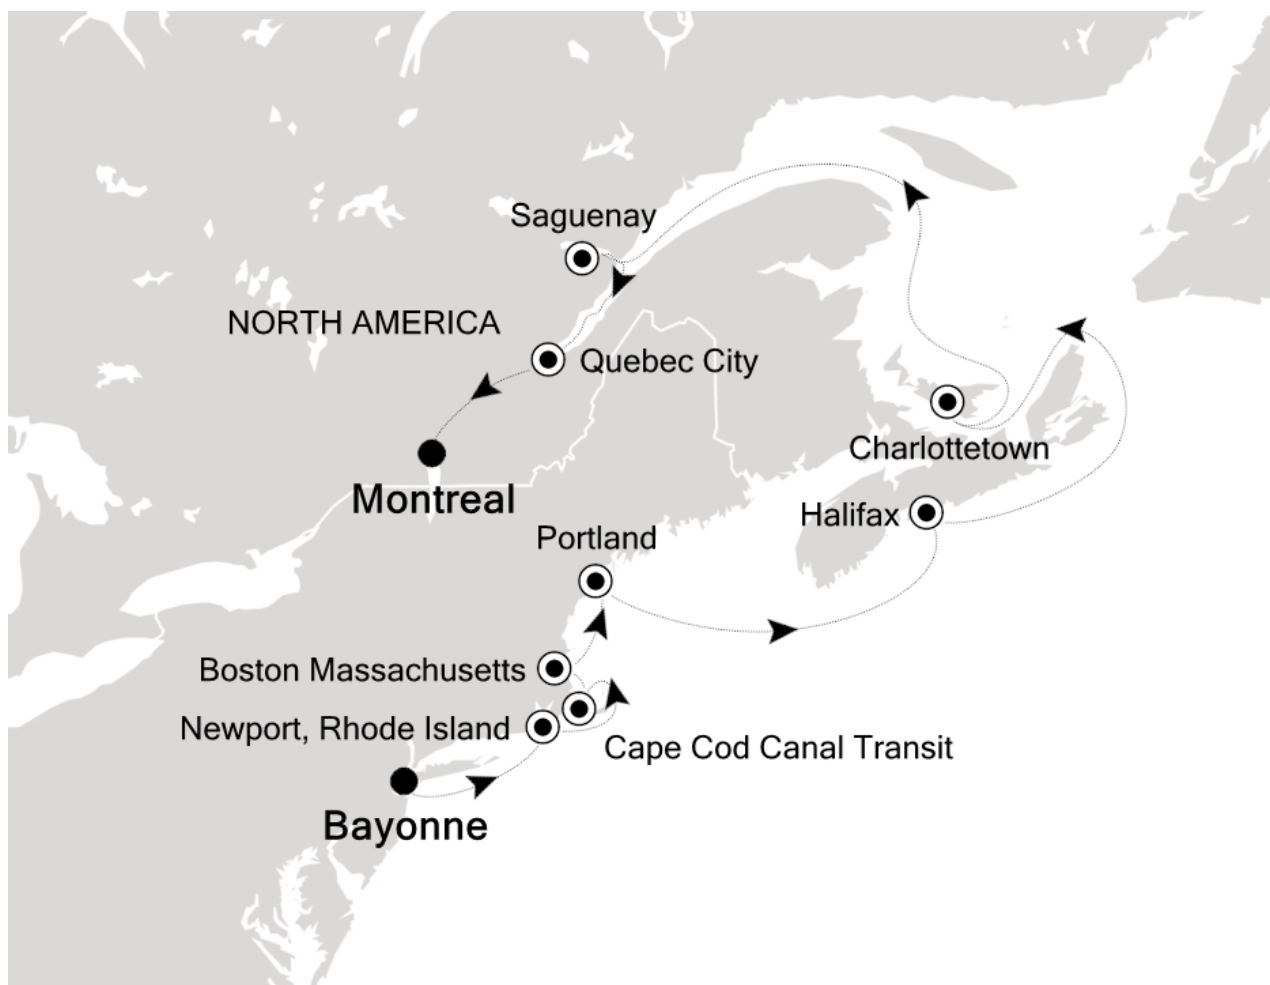 Saguenay
NORTH AMERICA
Quebec City
Charlottetown
Montreal
Halifax
Portland
Boston Massachusetts
Newport, Rhode Island
Cape Cod Canal Transit
Bayonne